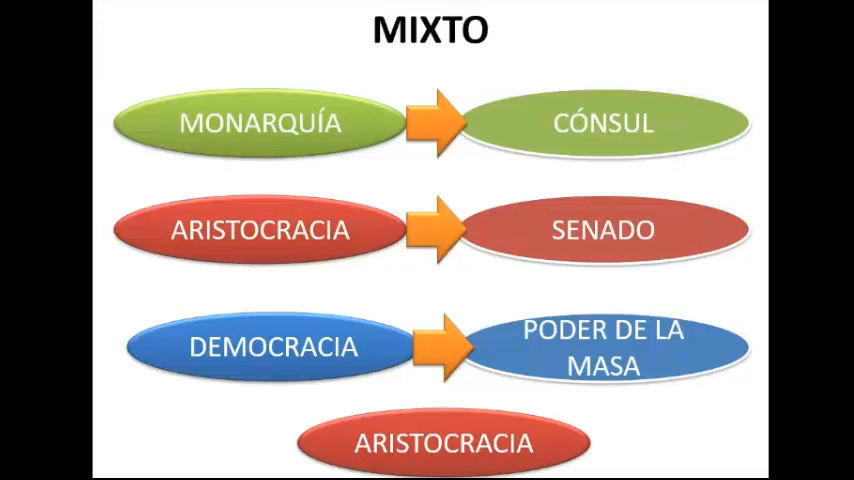 MIXTO
MONARQUÍA
CÓNSUL
ARISTOCRACIA
SENADO
DEMOCRACIA
PODER DE LA
MASA
ARISTOCRACIA